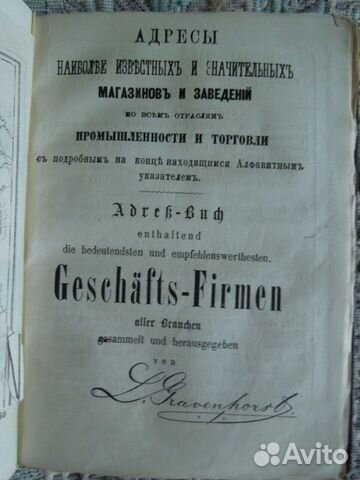 АДРЕСЫ
НАИБОЛѢЕ ИЗВѢСТНЫХЪ И ЗНАЧИТЕЛЬНЫХЪ
МАГАЗИНОВЪ И ЗАВЕДЕНІЙ
ПО ВСѢМЪ ОТРАСЛЯМЪ
ПРОМЫШЛЕННОСТИ И ТОРГОВЛИ
съ подробнымъ на концѣ находящимся Алфавитнымъ
указателемъ.
Adreß-Buch
enthaltend
die bedeutendsten und empfehlenswerthesten.
Geschäfts-Firmen
aller Branchen
gesammelt und herausgegeben
von
L. Gravenhorst.
Avito